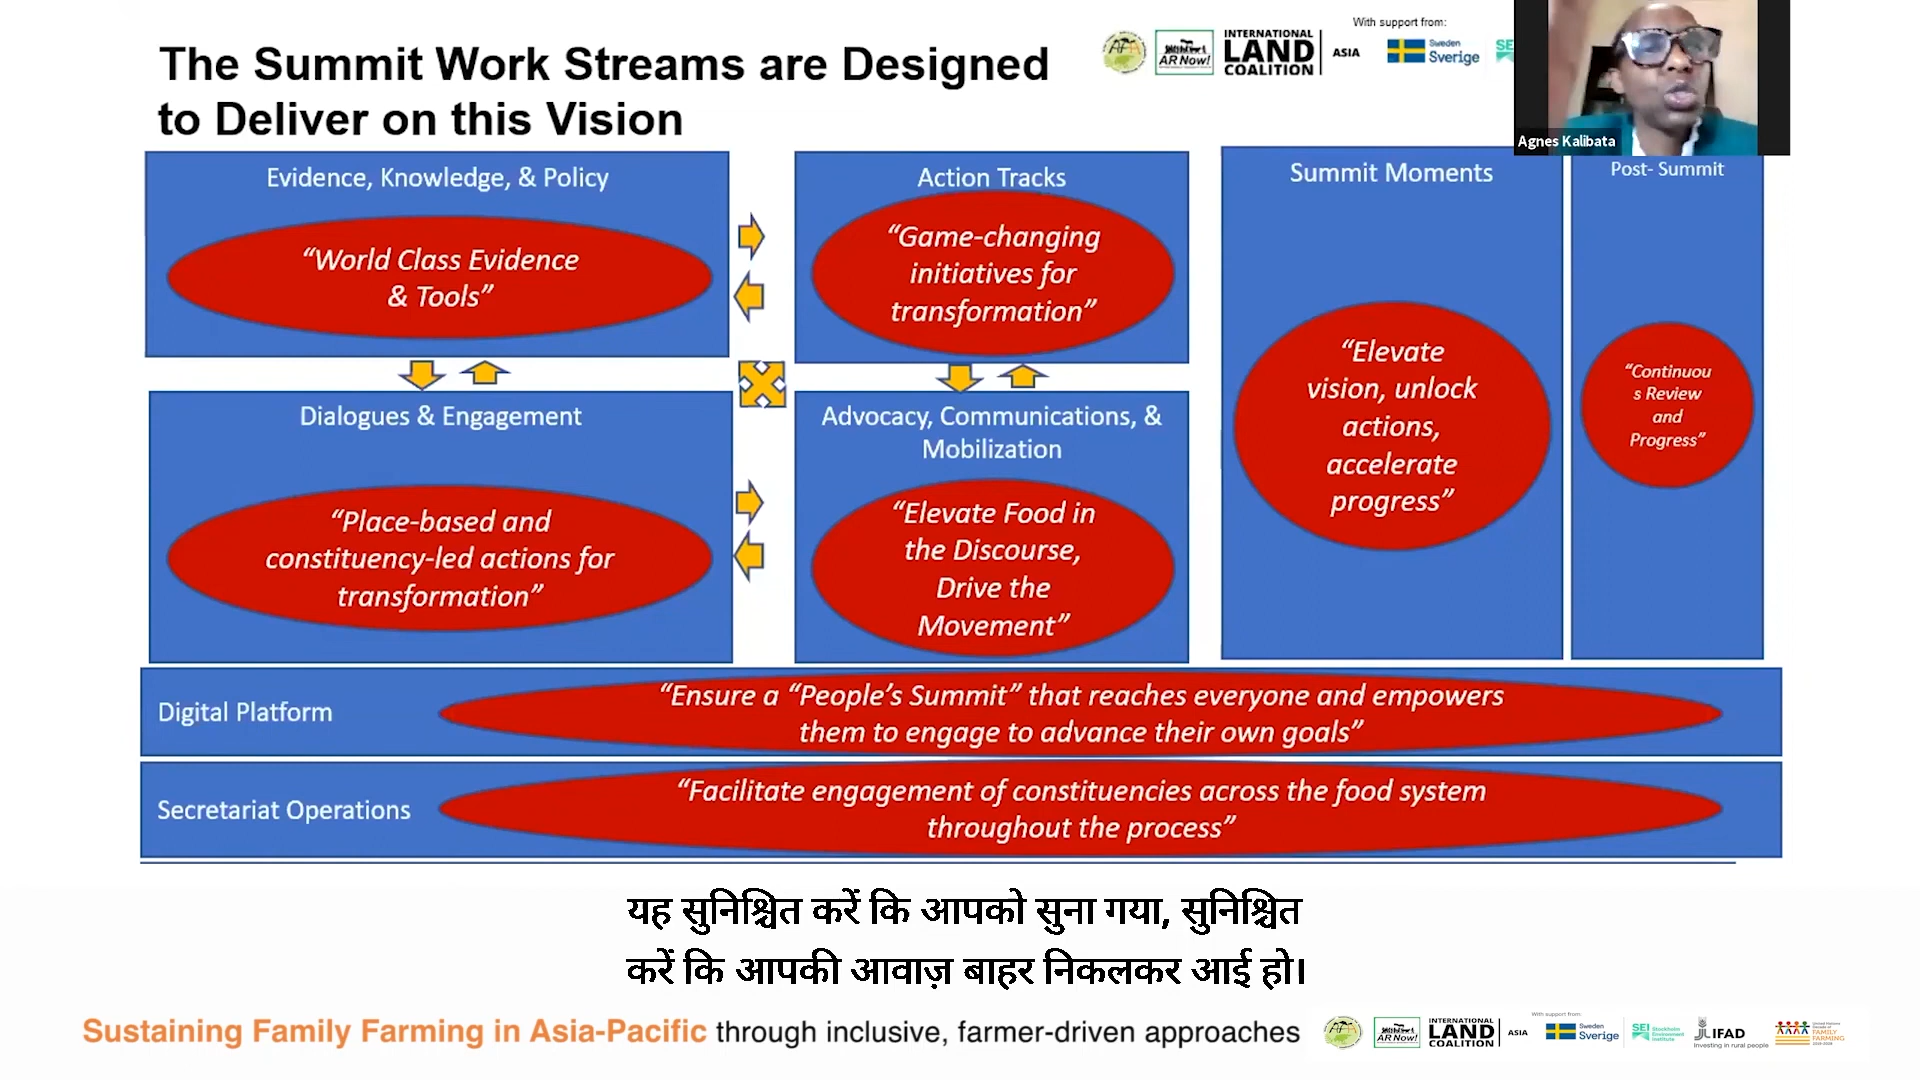 The Summit Work Streams are Designed
to Deliver on this Vision
With support from:
AR Now!
INTERNATIONAL
LAND
COALITION
ASIA
Sweden
Sverige
Agnes Kalibata
Evidence, Knowledge, & Policy
“World Class Evidence
& Tools”
Action Tracks
“Game-changing
initiatives for
transformation”
Summit Moments
“Elevate
vision, unlock
actions,
accelerate
progress”
Post- Summit
“Continuou
s Review
and
Progress”
Dialogues & Engagement
“Place-based and
constituency-led actions for
transformation”
Advocacy, Communications, &
Mobilization
“Elevate Food in
the Discourse,
Drive the
Movement”
Digital Platform
“Ensure a “People’s Summit” that reaches everyone and empowers
them to engage to advance their own goals”
Secretariat Operations
“Facilitate engagement of constituencies across the food system
throughout the process”
यह सुनिश्चित करें कि आपको सुना गया, सुनिश्चित
करें कि आपकी आवाज़ बाहर निकलकर आई हो।
Sustaining Family Farming in Asia-Pacific through inclusive, farmer-driven approaches
AR Now!
INTERNATIONAL
LAND
COALITION
ASIA
With support from:
Sweden
Sverige
SEI
Stockholm
Environment
Institute
IFAD
Investing in rural people
United Nations
Decade of
FAMILY
FARMING
2019-2028